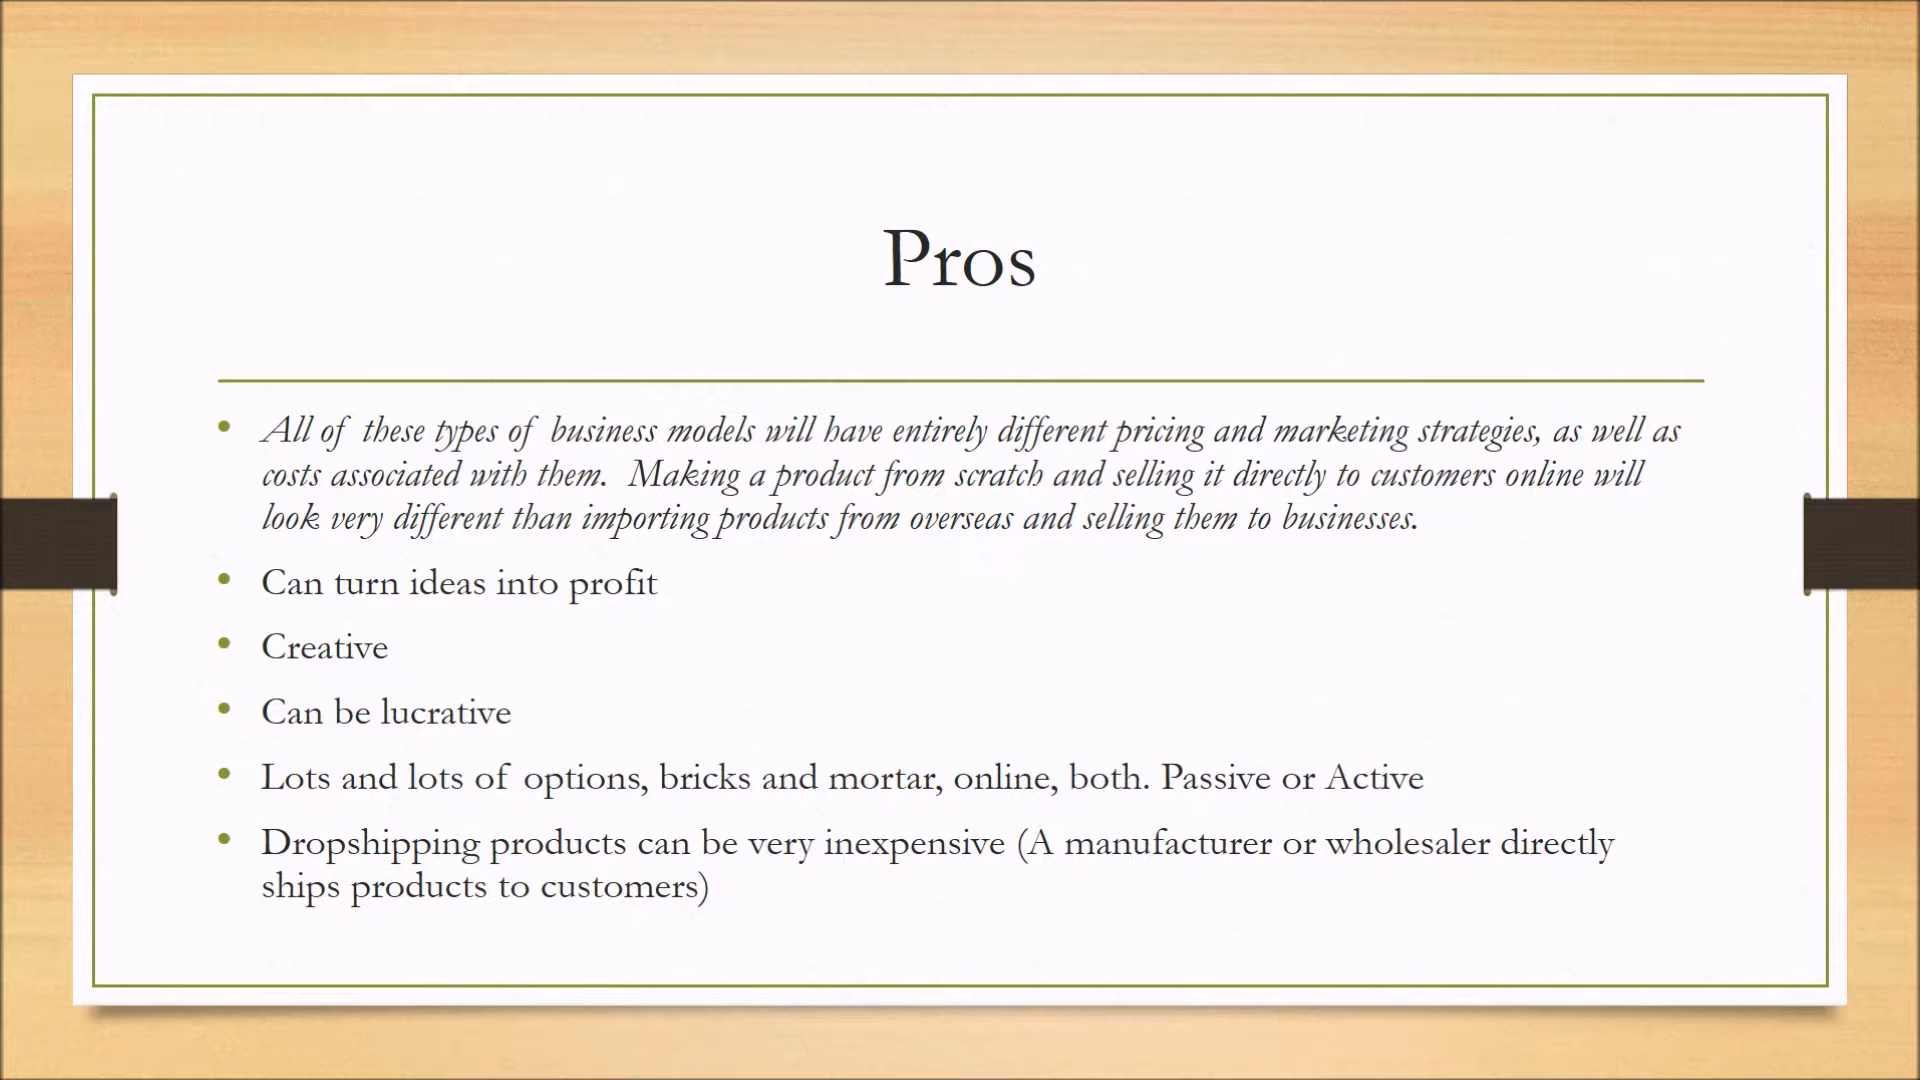 Pros
• All of these types of business models will have entirely different pricing and marketing strategies, as well as
costs associated with them. Making a product from scratch and selling it directly to customers online will
look very different than importing products from overseas and selling them to businesses.
• Can turn ideas into profit
• Creative
• Can be lucrative
• Lots and lots of options, bricks and mortar, online, both. Passive or Active
• Dropshipping products can be very inexpensive (A manufacturer or wholesaler directly
ships products to customers)